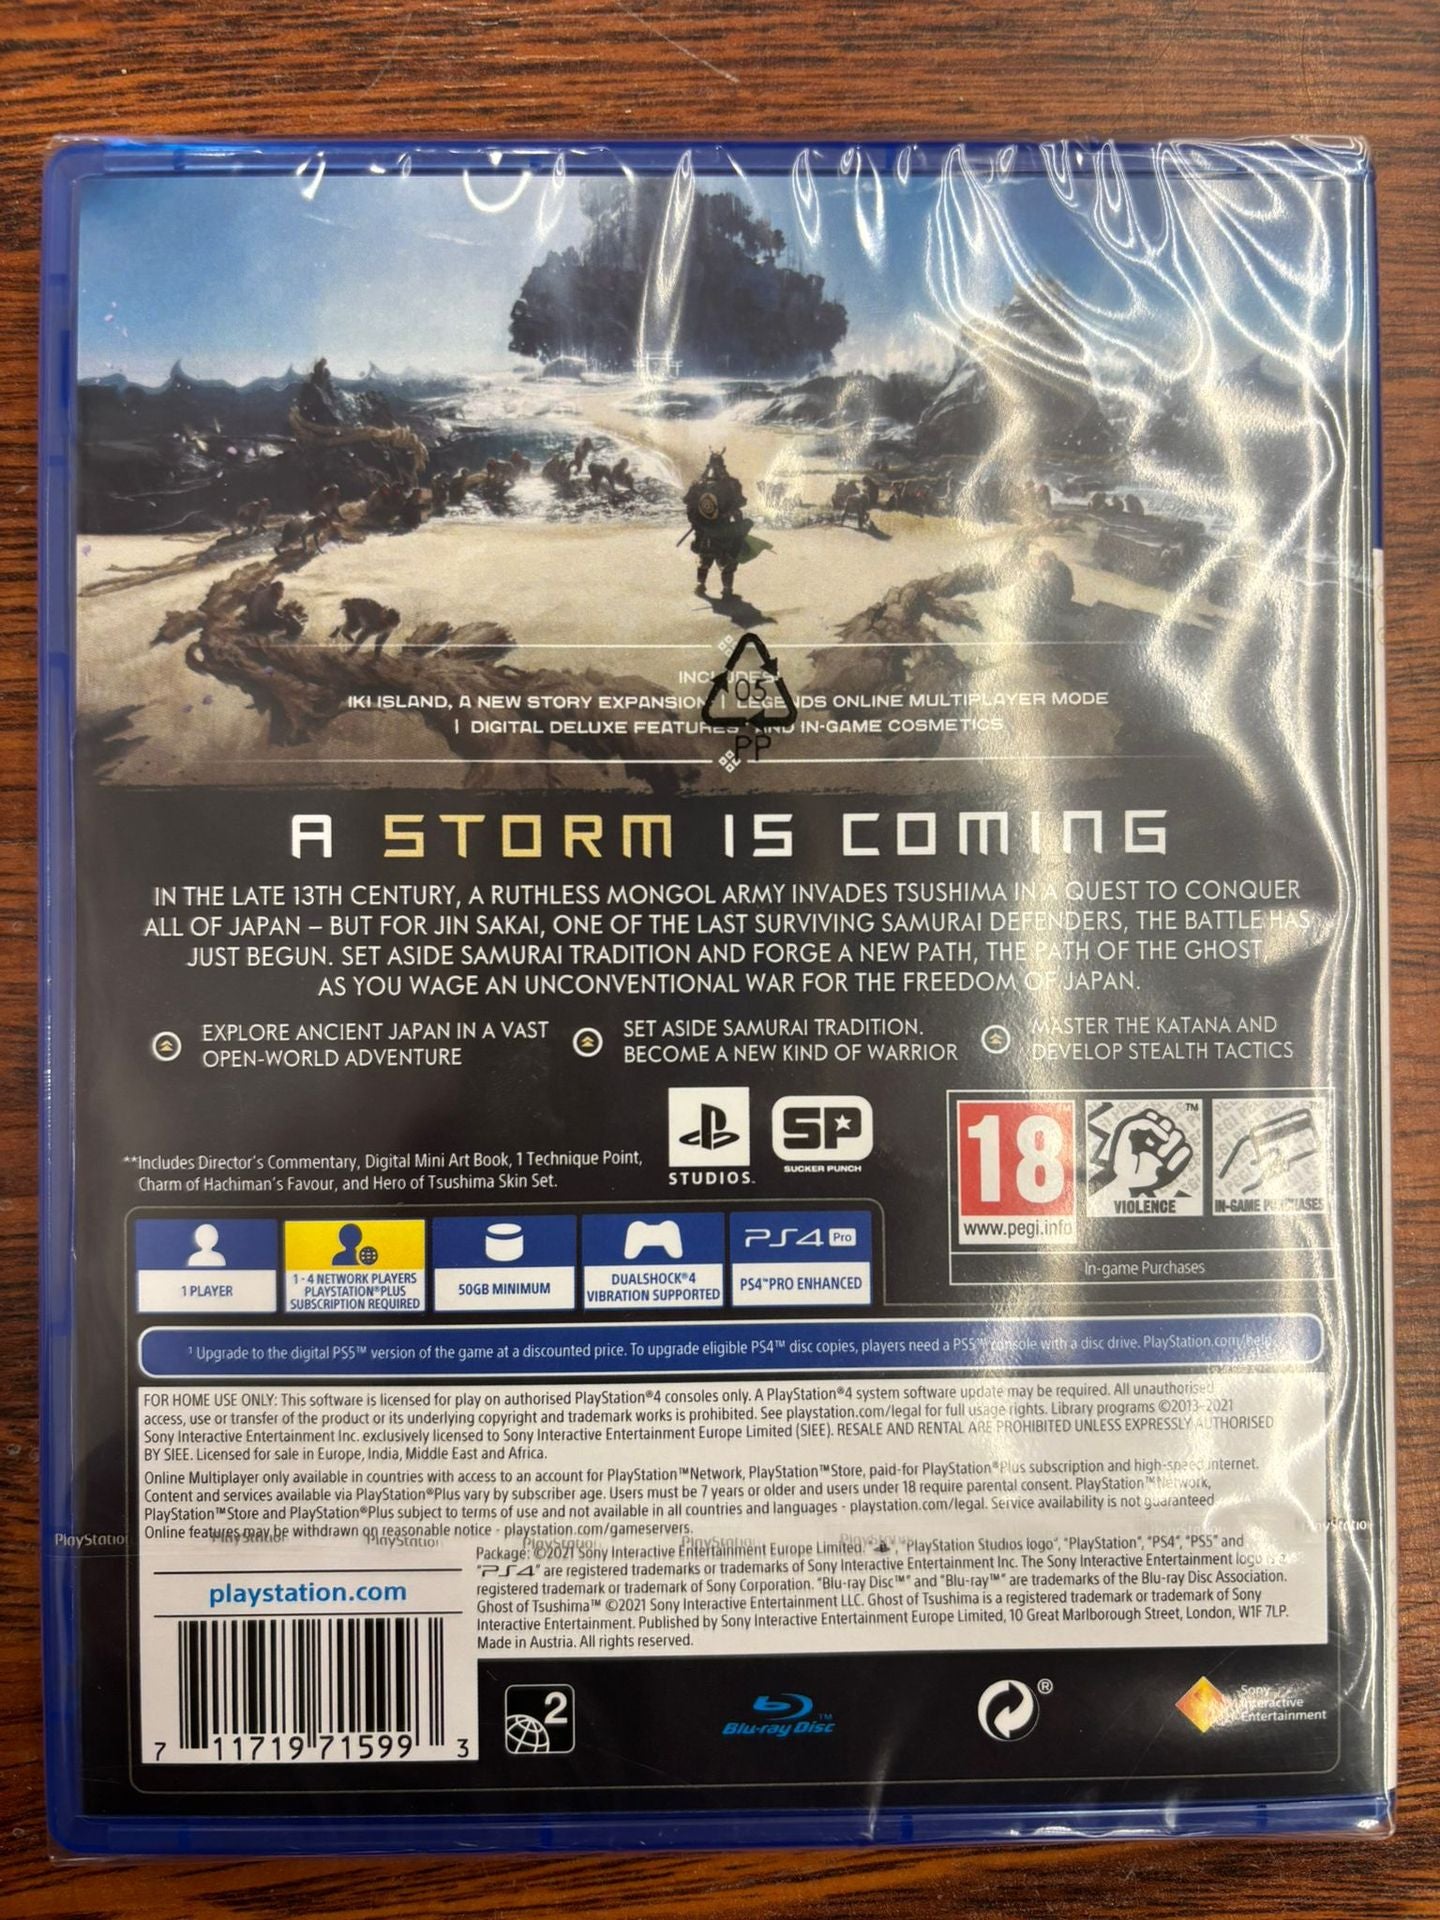 INCLUDES:
IKI ISLAND, A NEW STORY EXPANSION | LEGENDS ONLINE MULTIPLAYER MODE
| DIGITAL DELUXE FEATURES AND IN-GAME COSMETICS
05
PP
A STORM IS COMING
IN THE LATE 13TH CENTURY, A RUTHLESS MONGOL ARMY INVADES TSUSHIMA IN A QUEST TO CONQUER
ALL OF JAPAN – BUT FOR JIN SAKAI, ONE OF THE LAST SURVIVING SAMURAI DEFENDERS, THE BATTLE HAS
JUST BEGUN. SET ASIDE SAMURAI TRADITION AND FORGE A NEW PATH, THE PATH OF THE GHOST,
AS YOU WAGE AN UNCONVENTIONAL WAR FOR THE FREEDOM OF JAPAN.
EXPLORE ANCIENT JAPAN IN A VAST
OPEN-WORLD ADVENTURE
SET ASIDE SAMURAI TRADITION.
BECOME A NEW KIND OF WARRIOR
MASTER THE KATANA AND
DEVELOP STEALTH TACTICS
**Includes Director's Commentary, Digital Mini Art Book, 1 Technique Point,
Charm of Hachiman's Favour, and Hero of Tsushima Skin Set.
STUDIOS.
SP
SUCKER PUNCH
18
www.pegi.info
VIOLENCE
IN-GAME PURCHASES
In-game Purchases
1 PLAYER
1 - 4 NETWORK PLAYERS
PLAYSTATION®PLUS
SUBSCRIPTION REQUIRED
50GB MINIMUM
DUALSHOCK®4
VIBRATION SUPPORTED
PS4 Pro
PS4™PRO ENHANCED
¹ Upgrade to the digital PS5™ version of the game at a discounted price. To upgrade eligible PS4™ disc copies, players need a PS5™ console with a disc drive. PlayStation.com/help.
FOR HOME USE ONLY: This software is licensed for play on authorised PlayStation®4 consoles only. A PlayStation®4 system software update may be required. All unauthorised
access, use or transfer of the product or its underlying copyright and trademark works is prohibited. See playstation.com/legal for full usage rights. Library programs ©2013-2021
Sony Interactive Entertainment Inc. exclusively licensed to Sony Interactive Entertainment Europe Limited (SIEE). RESALE AND RENTAL ARE PROHIBITED UNLESS EXPRESSLY AUTHORISED
BY SIEE. Licensed for sale in Europe, India, Middle East and Africa.
Online Multiplayer only available in countries with access to an account for PlayStation™Network, PlayStation™Store, paid-for PlayStation®Plus subscription and high-speed internet.
Content and services available via PlayStation®Plus vary by subscriber age. Users must be 7 years or older and users under 18 require parental consent. PlayStation™Network,
PlayStation™Store and PlayStation®Plus subject to terms of use and not available in all countries and languages - playstation.com/legal. Service availability is not guaranteed.
Online features may be withdrawn on reasonable notice - playstation.com/gameservers.
Package: ©2021 Sony Interactive Entertainment Europe Limited. " ", "PlayStation Studios logo", "PlayStation", "PS4", "PS5" and
"PS4" are registered trademarks or trademarks of Sony Interactive Entertainment Inc. The Sony Interactive Entertainment logo is a
registered trademark or trademark of Sony Corporation. "Blu-ray Disc™" and "Blu-ray™" are trademarks of the Blu-ray Disc Association.
Ghost of Tsushima™ ©2021 Sony Interactive Entertainment LLC. Ghost of Tsushima is a registered trademark or trademark of Sony
Interactive Entertainment. Published by Sony Interactive Entertainment Europe Limited, 10 Great Marlborough Street, London, W1F 7LP.
Made in Austria. All rights reserved.
playstation.com
7 11719 71599 3
2
Blu-ray Disc™
®
Sony
Interactive
Entertainment